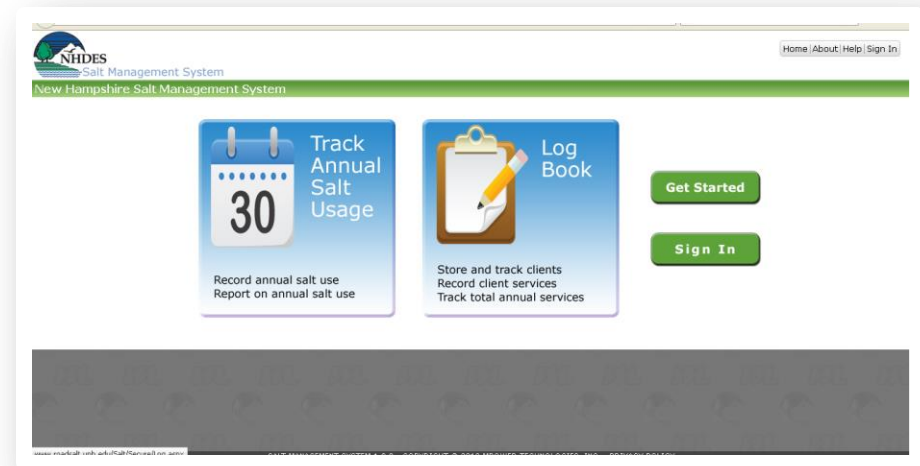 NHDES
Salt Management System
Home | About | Help | Sign In
New Hampshire Salt Management System
Track
Annual
Salt
Usage
30
Record annual salt use
Report on annual salt use
Log
Book
Store and track clients
Record client services
Track total annual services
Get Started
Sign In